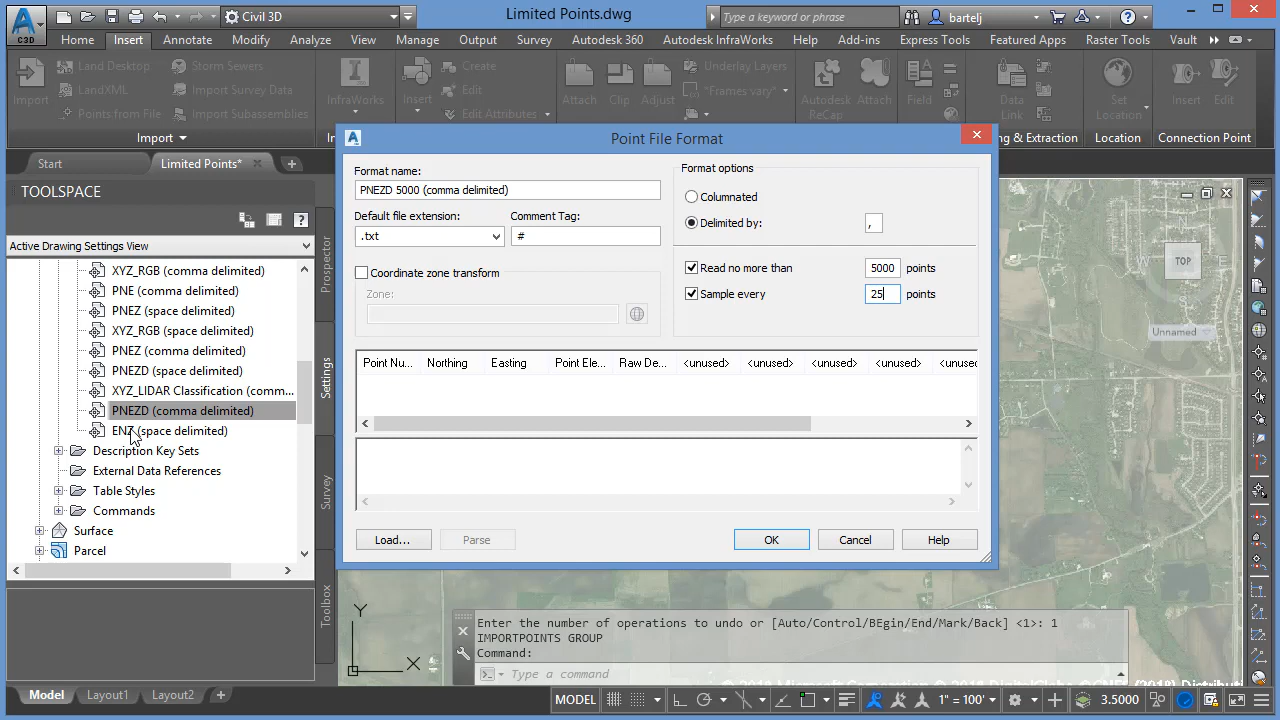 Civil 3D
Limited Points.dwg
Type a keyword or phrase
bartelj
C3D
Home
Insert
Annotate
Modify
Analyze
View
Manage
Output
Survey
Autodesk 360
Autodesk InfraWorks
Help
Add-ins
Express Tools
Featured Apps
Raster Tools
Vault
Import
Land Desktop
LandXML
Points from File
Storm Sewers
Import Survey Data
Import Subassemblies
InfraWorks
Insert
Create
Edit
Edit Attributes
Attach
Clip
Adjust
Underlay Layers
*Frames vary*
Autodesk
ReCap
Attach
Field
Data
Link
Set
Location
Insert
Edit
Import
& Extraction
Location
Connection Point
Start
Limited Points*
TOOLSPACE
Active Drawing Settings View
XYZ_RGB (comma delimited)
PNE (comma delimited)
PNEZ (space delimited)
XYZ_RGB (space delimited)
PNEZ (comma delimited)
PNEZD (space delimited)
XYZ_LIDAR Classification (comm...
PNEZD (comma delimited)
ENZ (space delimited)
Description Key Sets
External Data References
Table Styles
Commands
Surface
Parcel
Prospector
Settings
Survey
Toolbox
Point File Format
Format name:
PNEZD 5000 (comma delimited)
Default file extension:
Comment Tag:
.txt
#
Coordinate zone transform
Zone:
Format options
Columnated
Delimited by:
,
Read no more than
5000
points
Sample every
25
points
Point Nu...
Northing
Easting
Point Ele...
Raw De...
<unused>
<unused>
<unused>
<unused>
<unus
Load...
Parse
OK
Cancel
Help
TOP
E
S
Unnamed
Y
X
Enter the number of operations to undo or [Auto/Control/BEgin/End/Mark/Back] <1>: 1
IMPORTPOINTS GROUP
Command:
Type a command
Model
Layout1
Layout2
MODEL
1" = 100'
3.5000